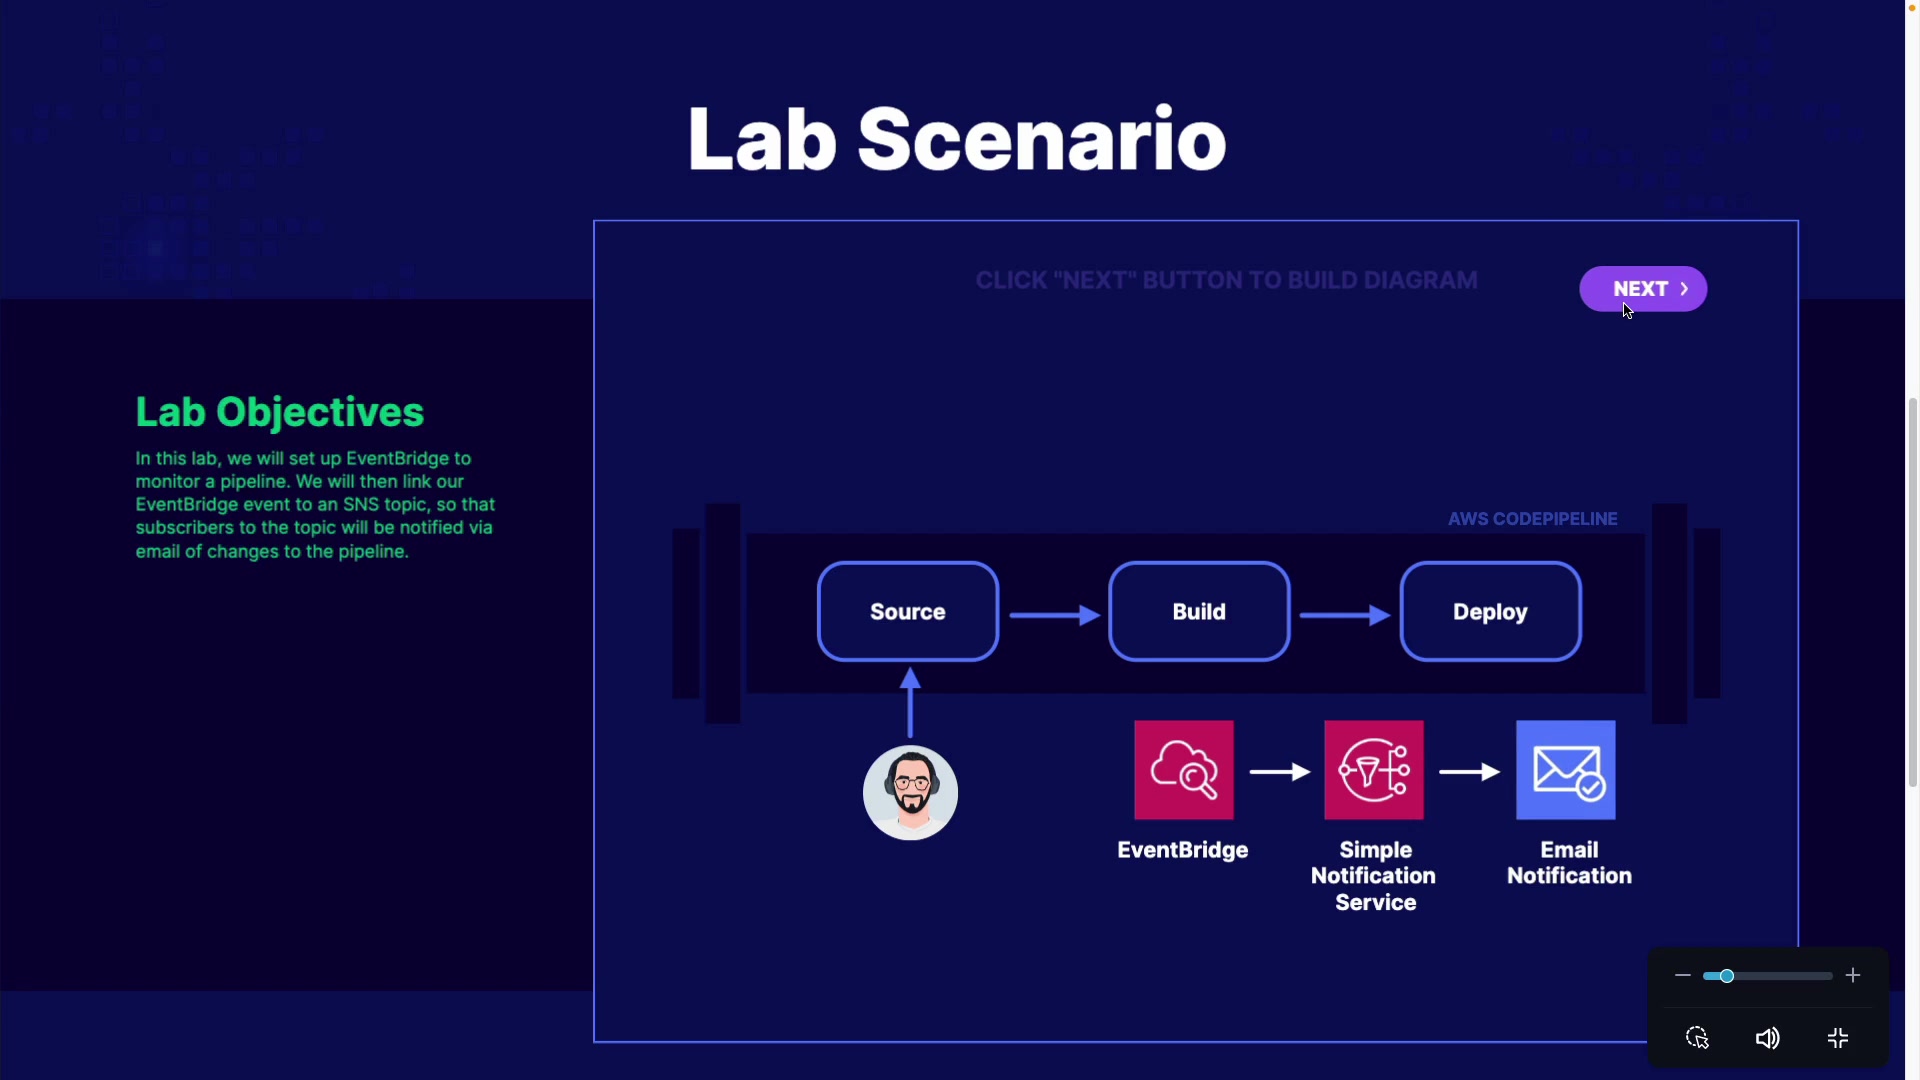 Lab Scenario
CLICK "NEXT" BUTTON TO BUILD DIAGRAM
NEXT
Lab Objectives
In this lab, we will set up EventBridge to
monitor a pipeline. We will then link our
EventBridge event to an SNS topic, so that
subscribers to the topic will be notified via
email of changes to the pipeline.
AWS CODEPIPELINE
Source
Build
Deploy
EventBridge
Simple
Notification
Service
Email
Notification